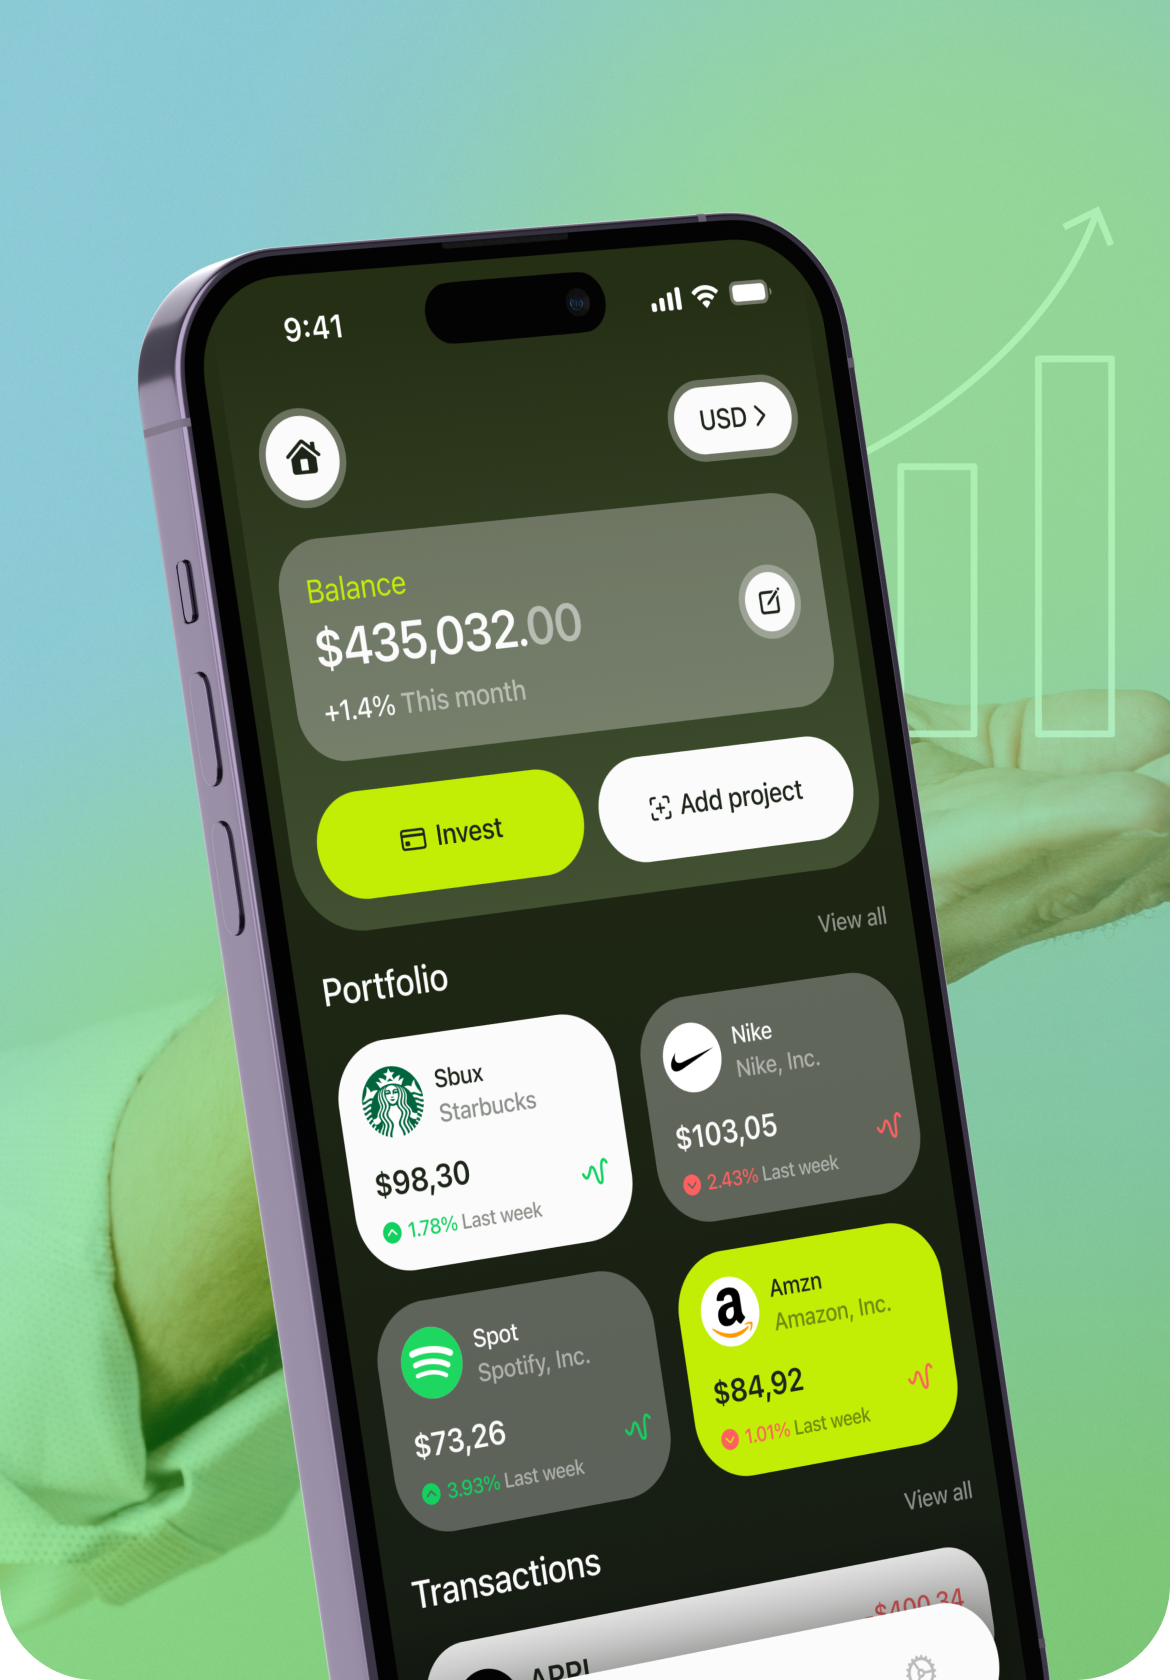 9:41
USD
Balance
$435,032.00
+1.4% This month
Invest
Add project
View all
Portfolio
Sbux
Starbucks
$98,30
1.78% Last week
Nike
Nike, Inc.
$103,05
2.43% Last week
Spot
Spotify, Inc.
$73,26
3.93% Last week
a
Amzn
Amazon, Inc.
$84,92
1.01% Last week
View all
Transactions
-$400.34
APPL